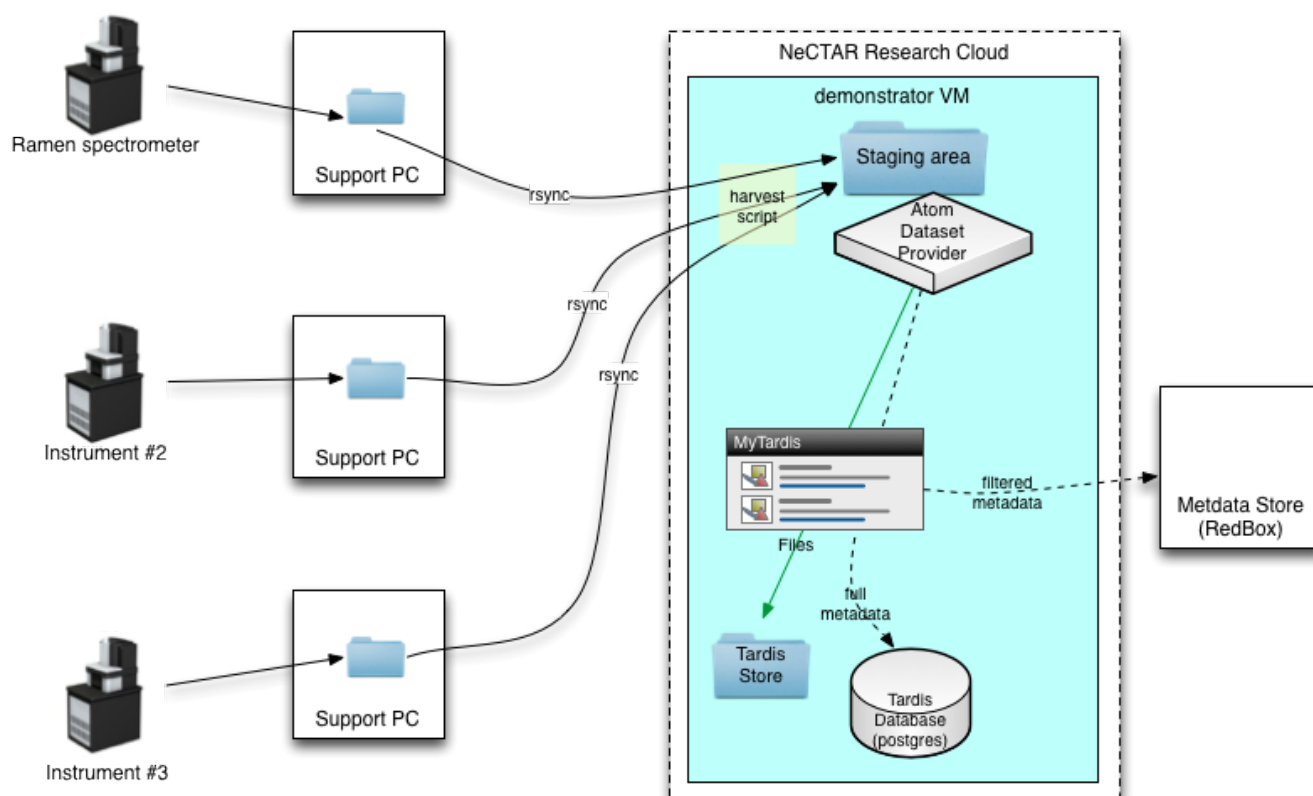 NeCTAR Research Cloud
demonstrator VM
Ramen spectrometer
Support PC
rsync
harvest
script
Staging area
Atom
Dataset
Provider
rsync
rsync
Instrument #2
Support PC
MyTardis
filtered
metadata
Metdata Store
(RedBox)
Files
full
metadata
Tardis
Store
Tardis
Database
(postgres)
Support PC
Instrument #3